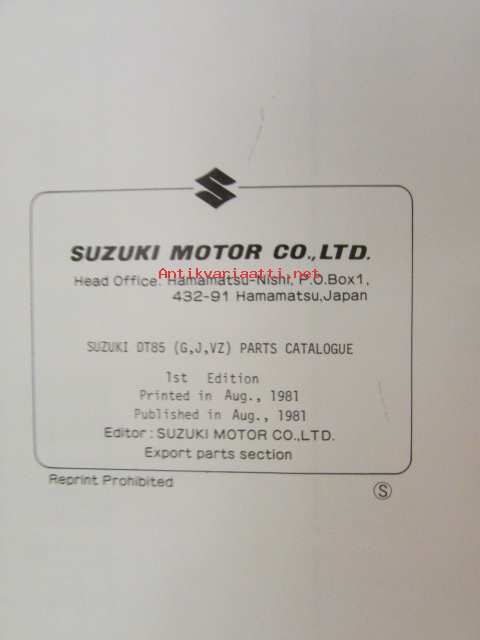 SUZUKI MOTOR CO.,LTD.
Head Office: Hamamatsu-Nishi, P.O.Box1,
Antikvariaatti.net
432-91 Hamamatsu,Japan
SUZUKI DT85 (G,J,VZ) PARTS CATALOGUE
1st Edition
Printed in Aug., 1981
Published in Aug., 1981
Editor : SUZUKI MOTOR CO.,LTD.
Export parts section
Reprint Prohibited
Ⓢ